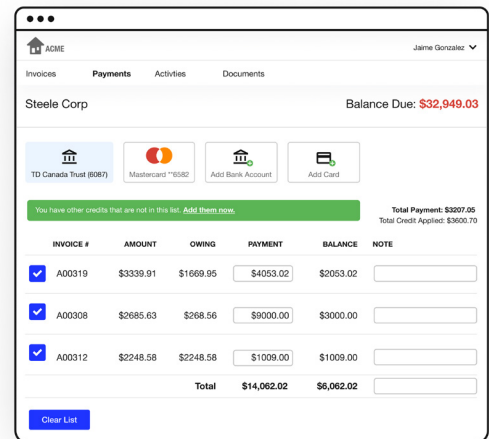 ACME
Jaime Gonzalez
Invoices Payments Activties Documents
Steele Corp Balance Due: $32,949.03
TD Canada Trust (6087) Mastercard **6582 Add Bank Account Add Card
You have other credits that are not in this list. Add them now.
Total Payment: $3207.05
Total Credit Applied: $3600.70
INVOICE # AMOUNT OWING PAYMENT BALANCE NOTE
A00319 $3339.91 $1669.95 $4053.02 $2053.02
A00308 $2685.63 $268.56 $9000.00 $3000.00
A00312 $2248.58 $2248.58 $1009.00 $1009.00
Total $14,062.02 $6,062.02
Clear List